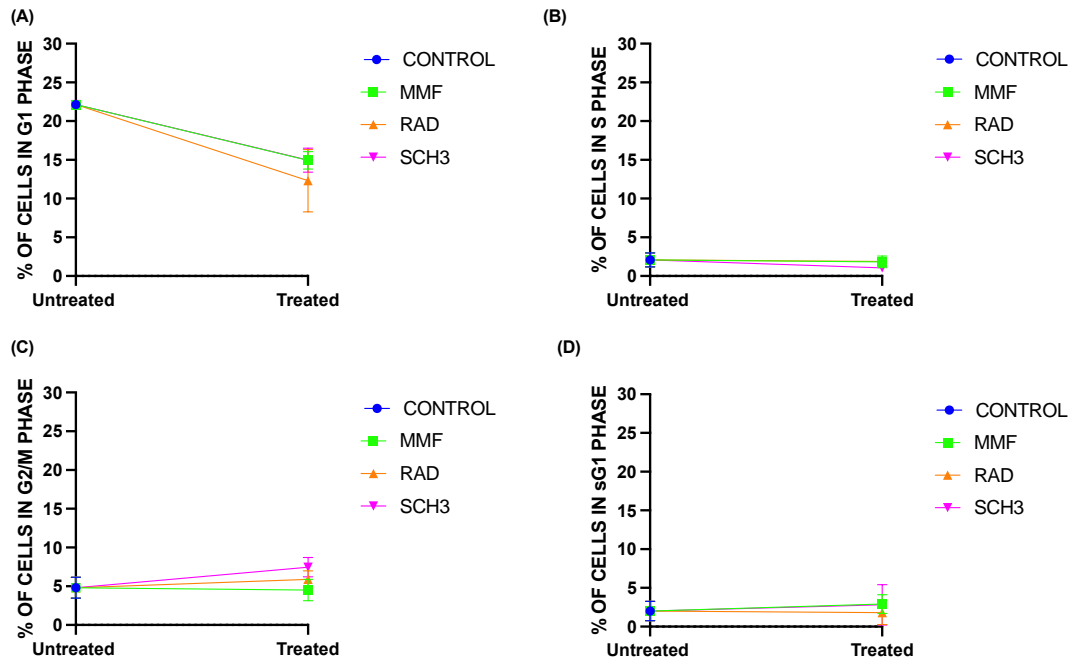 (A)
% OF CELLS IN G1 PHASE
30
25
20
15
10
5
0
Untreated
Treated
CONTROL
MMF
RAD
SCH3
(B)
% OF CELLS IN S PHASE
30
25
20
15
10
5
0
Untreated
Treated
CONTROL
MMF
RAD
SCH3
(C)
% OF CELLS IN G2/M PHASE
30
25
20
15
10
5
0
Untreated
Treated
CONTROL
MMF
RAD
SCH3
(D)
% OF CELLS IN sG1 PHASE
30
25
20
15
10
5
0
Untreated
Treated
CONTROL
MMF
RAD
SCH3